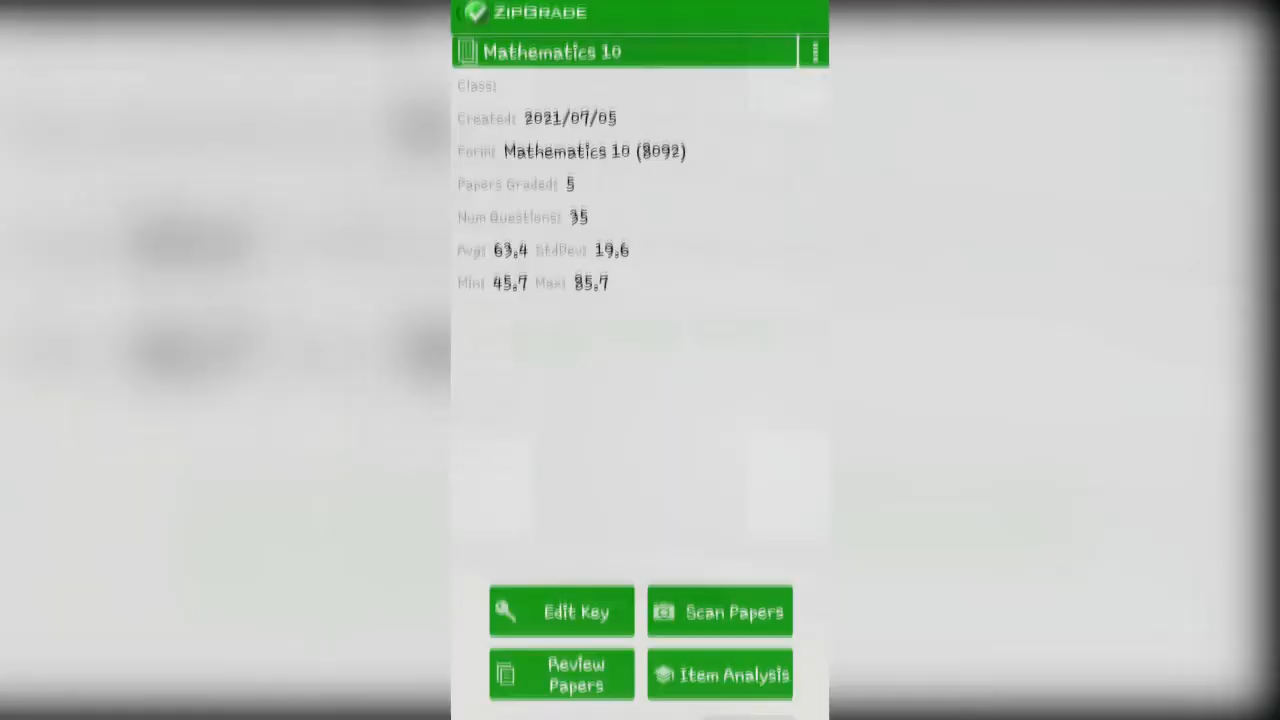 ZIPGRADE
Mathematics 10
Class:
Created: 2021/07/05
Form: Mathematics 10 (8092)
Papers Graded: 5
Num Questions: 35
Avg: 63.4 StdDev: 19.6
Min: 45.7 Max: 85.7
Edit Key
Scan Papers
Review
Papers
Item Analysis